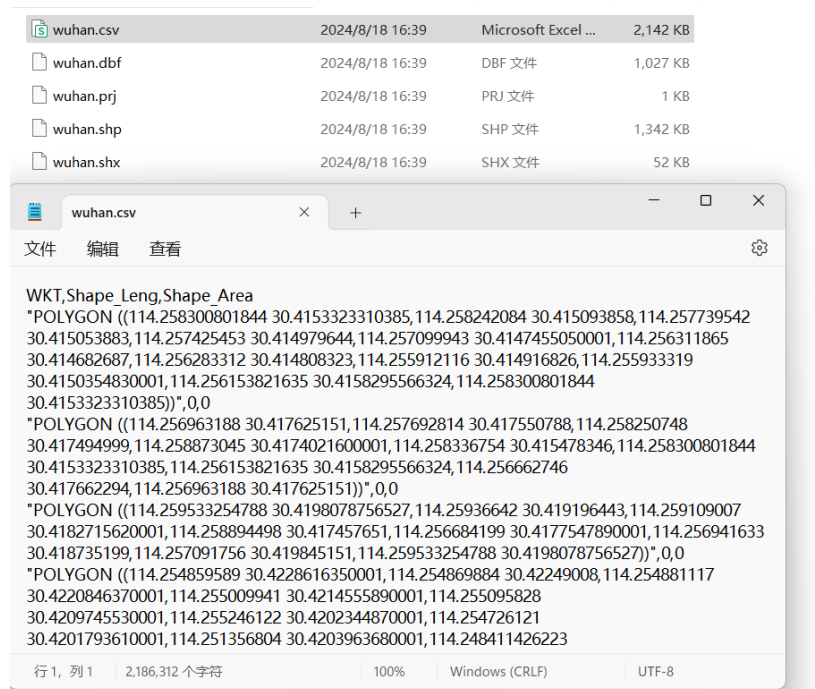 wuhan.csv 2024/8/18 16:39 Microsoft Excel ... 2,142 KB
wuhan.dbf 2024/8/18 16:39 DBF 文件 1,027 KB
wuhan.prj 2024/8/18 16:39 PRJ 文件 1 KB
wuhan.shp 2024/8/18 16:39 SHP 文件 1,342 KB
wuhan.shx 2024/8/18 16:39 SHX 文件 52 KB
wuhan.csv
文件 编辑 查看
WKT,Shape_Leng,Shape_Area
"POLYGON ((114.258300801844 30.4153323310385,114.258242084 30.415093858,114.257739542
30.415053883,114.257425453 30.414979644,114.257099943 30.4147455050001,114.256311865
30.414682687,114.256283312 30.414808323,114.255912116 30.414916826,114.255933319
30.4150354830001,114.256153821635 30.4158295566324,114.258300801844
30.4153323310385))",0,0
"POLYGON ((114.256963188 30.417625151,114.257692814 30.417550788,114.258250748
30.417494999,114.258873045 30.4174021600001,114.258336754 30.415478346,114.258300801844
30.4153323310385,114.256153821635 30.4158295566324,114.256662746
30.417662294,114.256963188 30.417625151))",0,0
"POLYGON ((114.259533254788 30.4198078756527,114.25936642 30.419196443,114.259109007
30.4182715620001,114.258894498 30.417457651,114.256684199 30.4177547890001,114.256941633
30.418735199,114.257091756 30.419845151,114.259533254788 30.4198078756527))",0,0
"POLYGON ((114.254859589 30.4228616350001,114.254869884 30.42249008,114.254881117
30.4220846370001,114.255009941 30.4214555890001,114.255095828
30.4209745530001,114.255246122 30.4202344870001,114.254726121
30.4201793610001,114.251356804 30.4203963680001,114.248411426223
行 1，列 1 2,186,312 个字符 100% Windows (CRLF) UTF-8